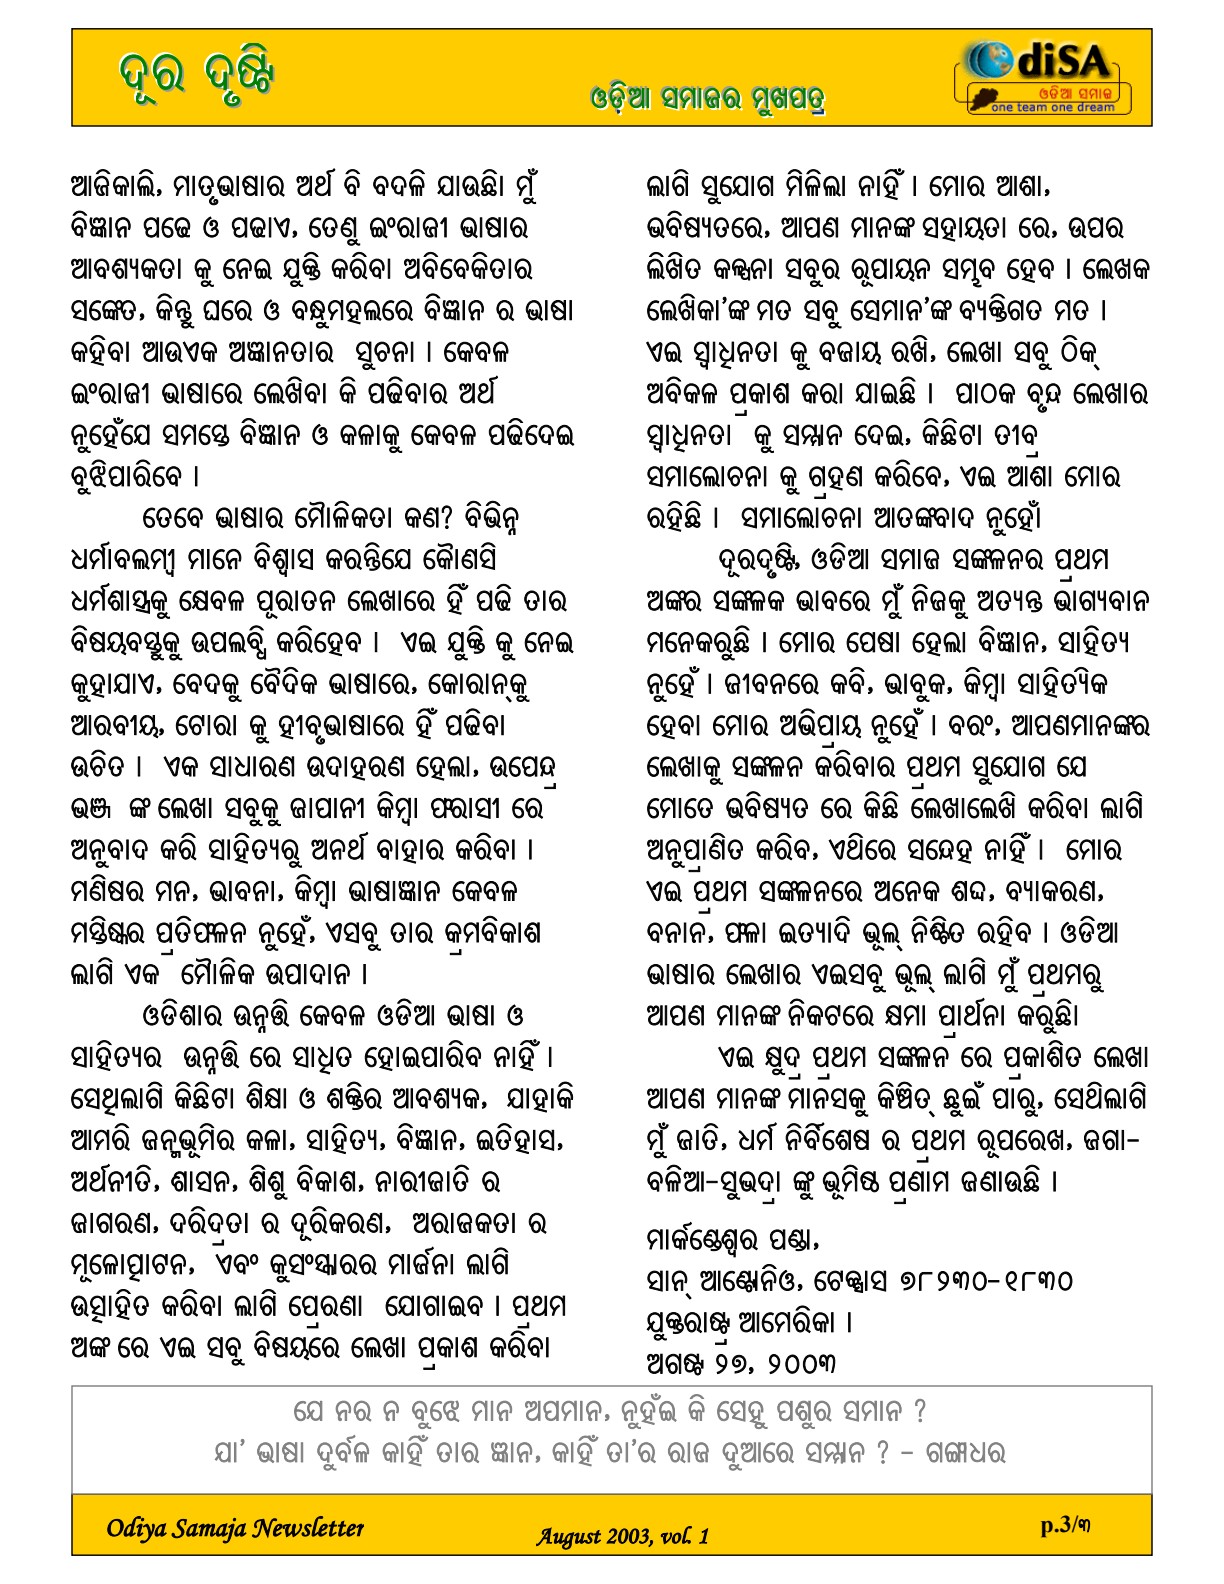 ଦୂର ଦୃଷ୍ଟି
ଓଡ଼ିଆ ସମାଜର ମୁଖପତ୍ର
OdiSA
ଓଡିଆ ସମାଜ
one team one dream
ଆଜିକାଲି, ମାତୃଭାଷାର ଅର୍ଥ ବି ବଦଳି ଯାଉଛି। ମୁଁ
ବିଜ୍ଞାନ ପଢେ ଓ ପଢାଏ, ତେଣୁ ଇଂରାଜୀ ଭାଷାର
ଆବଶ୍ୟକତା କୁ ନେଇ ଯୁକ୍ତି କରିବା ଅବିବେକିତାର
ସଙ୍କେତ, କିନ୍ତୁ ଘରେ ଓ ବନ୍ଧୁମହଲରେ ବିଜ୍ଞାନ ର ଭାଷା
କହିବା ଆଉଏକ ଅଜ୍ଞାନତାର ସୁଚନା । କେବଳ
ଇଂରାଜୀ ଭାଷାରେ ଲେଖିବା କି ପଢିବାର ଅର୍ଥ
ନୁହେଁଯେ ସମସ୍ତେ ବିଜ୍ଞାନ ଓ କଳାକୁ କେବଳ ପଢିଦେଇ
ବୁଝିପାରିବେ ।
ତେବେ ଭାଷାର ମୌଳିକତା କଣ? ବିଭିନ୍ନ
ଧର୍ମାବଲମ୍ବୀ ମାନେ ବିଶ୍ୱାସ କରନ୍ତିଯେ କୌଣସି
ଧର୍ମଶାସ୍ତ୍ରକୁ କ୍ଷେବଳ ପୂରାତନ ଲେଖାରେ ହିଁ ପଢି ତାର
ବିଷୟବସ୍ତୁକୁ ଉପଲବ୍ଧି କରିହେବ । ଏଇ ଯୁକ୍ତି କୁ ନେଇ
କୁହାଯାଏ, ବେଦକୁ ବୈଦିକ ଭାଷାରେ, କୋରାନ୍‌କୁ
ଆରବୀୟ, ଟୋରା କୁ ହୀବୃଭାଷାରେ ହିଁ ପଢିବା
ଉଚିତ । ଏକ ସାଧାରଣ ଉଦାହରଣ ହେଲା, ଉପେନ୍ଦ୍ର
ଭଞ୍ଜ ଙ୍କ ଲେଖା ସବୁକୁ ଜାପାନୀ କିମ୍ବା ଫରାସୀ ରେ
ଅନୁବାଦ କରି ସାହିତ୍ୟରୁ ଅନର୍ଥ ବାହାର କରିବା ।
ମଣିଷର ମନ, ଭାବନା, କିମ୍ବା ଭାଷାଜ୍ଞାନ କେବଳ
ମସ୍ତିଷ୍କର ପ୍ରତିଫଳନ ନୁହେଁ, ଏସବୁ ତାର କ୍ରମବିକାଶ
ଲାଗି ଏକ ମୌଳିକ ଉପାଦାନ ।
ଓଡିଶାର ଉନ୍ନତ୍ତି କେବଳ ଓଡିଆ ଭାଷା ଓ
ସାହିତ୍ୟର ଉନ୍ନତ୍ତି ରେ ସାଧିତ ହୋଇପାରିବ ନାହିଁ ।
ସେଥିଲାଗି କିଛିଟା ଶିକ୍ଷା ଓ ଶକ୍ତିର ଆବଶ୍ୟକ, ଯାହାକି
ଆମରି ଜନ୍ମଭୂମିର କଳା, ସାହିତ୍ୟ, ବିଜ୍ଞାନ, ଇତିହାସ,
ଅର୍ଥନୀତି, ଶାସନ, ଶିଶୁ ବିକାଶ, ନାରୀଜାତି ର
ଜାଗରଣ, ଦରିଦ୍ରତା ର ଦୂରିକରଣ, ଅରାଜକତା ର
ମୂଳୋତ୍ପାଟନ, ଏବଂ କୁସଂସ୍କାରର ମାର୍ଜନା ଲାଗି
ଉତ୍ସାହିତ କରିବା ଲାଗି ପ୍ରେରଣା ଯୋଗାଇବ । ପ୍ରଥମ
ଅଙ୍କ ରେ ଏଇ ସବୁ ବିଷୟରେ ଲେଖା ପ୍ରକାଶ କରିବା
ଲାଗି ସୁଯୋଗ ମିଳିଲା ନାହିଁ । ମୋର ଆଶା,
ଭବିଷ୍ୟତରେ, ଆପଣ ମାନଙ୍କ ସହାୟତା ରେ, ଉପର
ଲିଖିତ କଳ୍ପନା ସବୁର ରୂପାୟନ ସମ୍ଭବ ହେବ । ଲେଖକ
ଲେଖିକା'ଙ୍କ ମତ ସବୁ ସେମାନ'ଙ୍କ ବ୍ୟକ୍ତିଗତ ମତ ।
ଏଇ ସ୍ୱାଧିନତା କୁ ବଜାୟ ରଖି, ଲେଖା ସବୁ ଠିକ୍
ଅବିକଳ ପ୍ରକାଶ କରା ଯାଇଛି । ପାଠକ ବୃନ୍ଦ ଲେଖାର
ସ୍ୱାଧିନତା କୁ ସମ୍ମାନ ଦେଇ, କିଛିଟା ତୀବ୍ର
ସମାଲୋଚନା କୁ ଗ୍ରହଣ କରିବେ, ଏଇ ଆଶା ମୋର
ରହିଛି । ସମାଲୋଚନା ଆତଙ୍କବାଦ ନୁହୋଁ।
ଦୂରଦୃଷ୍ଟି, ଓଡିଆ ସମାଜ ସଙ୍କଳନର ପ୍ରଥମ
ଅଙ୍କର ସଙ୍କଳକ ଭାବରେ ମୁଁ ନିଜକୁ ଅତ୍ୟନ୍ତ ଭାଗ୍ୟବାନ
ମନେକରୁଛି । ମୋର ପେଷା ହେଲା ବିଜ୍ଞାନ, ସାହିତ୍ୟ
ନୁହେଁ । ଜୀବନରେ କବି, ଭାବୁକ, କିମ୍ବା ସାହିତ୍ୟିକ
ହେବା ମୋର ଅଭିପ୍ରାୟ ନୁହେଁ । ବରଂ, ଆପଣମାନଙ୍କର
ଲେଖାକୁ ସଙ୍କଳନ କରିବାର ପ୍ରଥମ ସୁଯୋଗ ଯେ
ମୋତେ ଭବିଷ୍ୟତ ରେ କିଛି ଲେଖାଲେଖି କରିବା ଲାଗି
ଅନୁପ୍ରାଣିତ କରିବ, ଏଥିରେ ସନ୍ଦେହ ନାହିଁ । ମୋର
ଏଇ ପ୍ରଥମ ସଙ୍କଳନରେ ଅନେକ ଶବ୍ଦ, ବ୍ୟାକରଣ,
ବନାନ, ଫଳା ଇତ୍ୟାଦି ଭୂଲ୍ ନିଶ୍ଚିତ ରହିବ । ଓଡିଆ
ଭାଷାର ଲେଖାର ଏଇସବୁ ଭୂଲ୍ ଲାଗି ମୁଁ ପ୍ରଥମରୁ
ଆପଣ ମାନଙ୍କ ନିକଟରେ କ୍ଷମା ପ୍ରାର୍ଥନା କରୁଛି।
ଏଇ କ୍ଷୁଦ୍ର ପ୍ରଥମ ସଙ୍କଳନ ରେ ପ୍ରକାଶିତ ଲେଖା
ଆପଣ ମାନଙ୍କ ମାନସକୁ କିଞ୍ଚିତ୍ ଛୁଇଁ ପାରୁ, ସେଥିଲାଗି
ମୁଁ ଜାତି, ଧର୍ମ ନିର୍ବିଶେଷ ର ପ୍ରଥମ ରୂପରେଖ, ଜଗା-
ବଳିଆ-ସୁଭଦ୍ରା ଙ୍କୁ ଭୂମିଷ୍ଠ ପ୍ରଣାମ ଜଣାଉଛି ।
ମାର୍କଣ୍ଡେଶ୍ୱର ପଣ୍ଡା,
ସାନ୍ ଆଣ୍ଟୋନିଓ, ଟେକ୍ସାସ ୭୮୨୩୦-୧୮୩୦
ଯୁକ୍ତରାଷ୍ଟ୍ର ଆମେରିକା ।
ଅଗଷ୍ଟ ୨୭, ୨୦୦୩
ଯେ ନର ନ ବୁଝେ ମାନ ଅପମାନ, ନୁହଁଇ କି ସେହୁ ପଶୁର ସମାନ ?
ଯା' ଭାଷା ଦୁର୍ବଳ କାହିଁ ତାର ଜ୍ଞାନ, କାହିଁ ତା'ର ରାଜ ଦୁଆରେ ସମ୍ମାନ ? - ଗଙ୍ଗାଧର
Odiya Samaja Newsletter
August 2003, vol. 1
p.3/୩